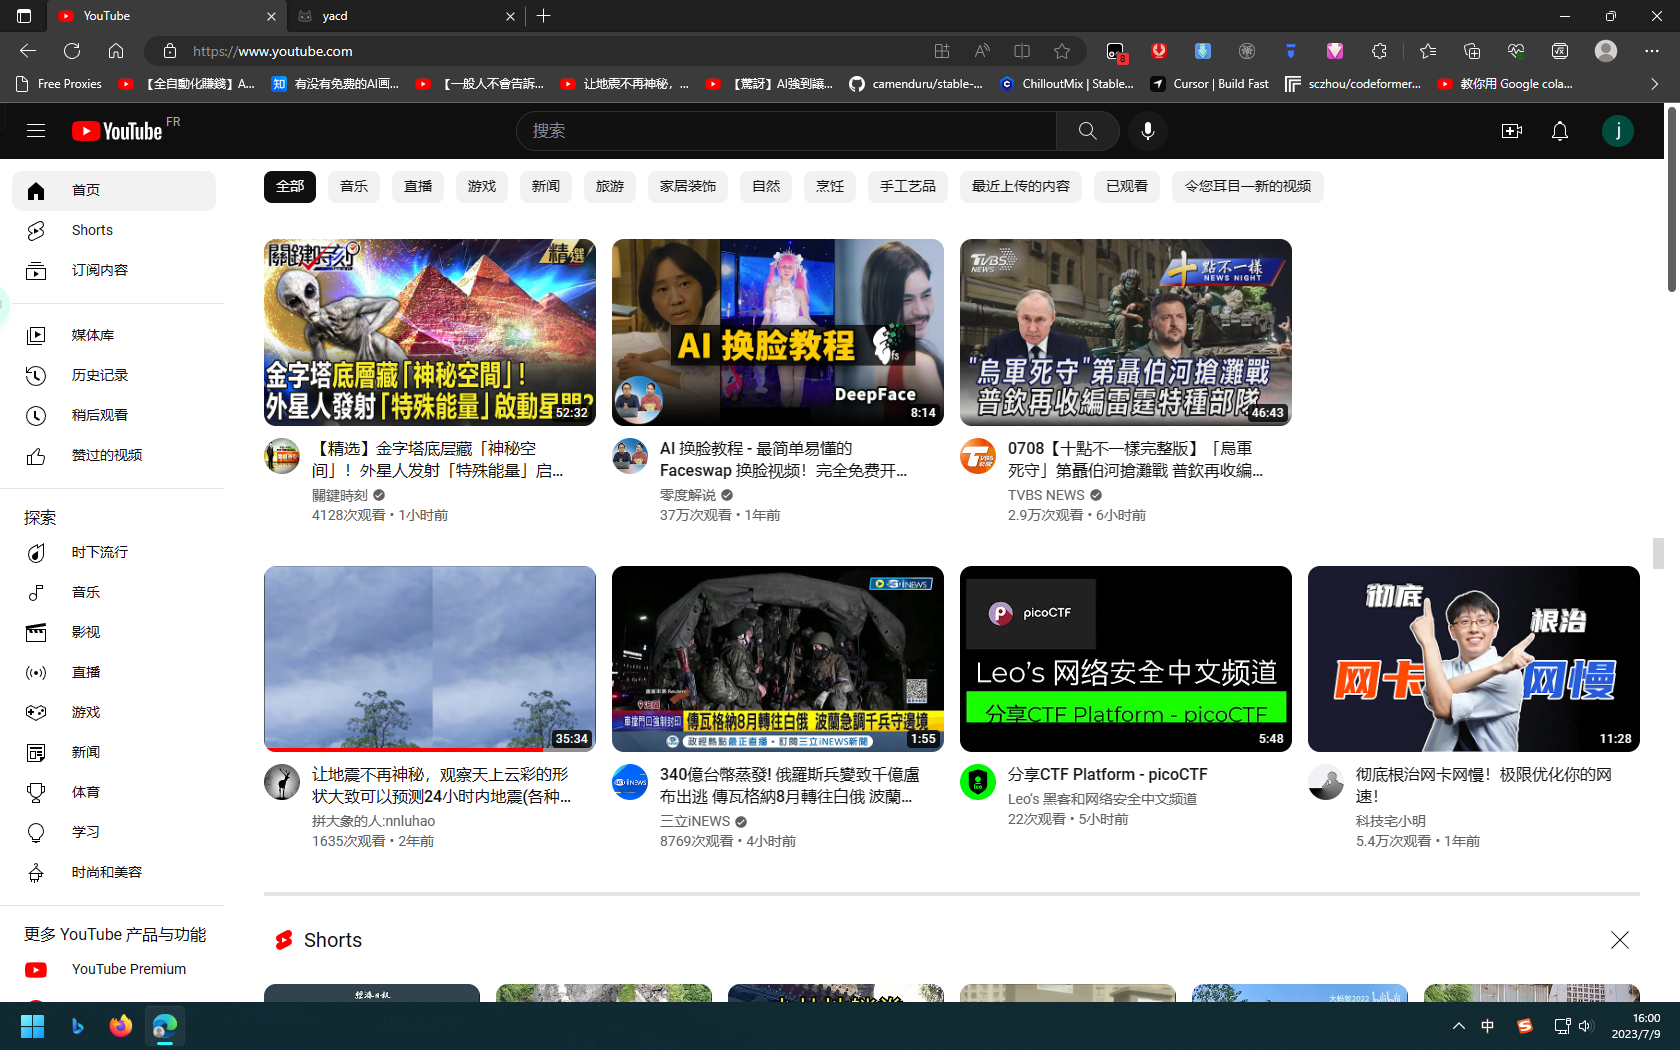 YouTube
yacd
https://www.youtube.com
8
Free Proxies
【全自動化賺錢】A...
知
有没有免费的AI画...
【一般人不會告訴...
让地震不再神秘，...
【驚訝】AI強到讓...
camenduru/stable-...
ChilloutMix | Stable...
Cursor | Build Fast
sczhou/codeformer...
教你用 Google cola...
YouTube FR
搜索
j
首页
Shorts
订阅内容
媒体库
历史记录
稍后观看
赞过的视频
探索
时下流行
音乐
影视
直播
游戏
新闻
体育
学习
时尚和美容
更多 YouTube 产品与功能
YouTube Premium
全部
音乐
直播
游戏
新闻
旅游
家居装饰
自然
烹饪
手工艺品
最近上传的内容
已观看
令您耳目一新的视频
關鍵時刻
精選
金字塔底層藏「神秘空間」!
外星人發射「特殊能量」啟動星門?
52:32
【精选】金字塔底层藏「神秘空
间」！外星人发射「特殊能量」启...
關鍵時刻
4128次观看 • 1小时前
AI 换脸教程
fs
DeepFace
8:14
AI 换脸教程 - 最简单易懂的
Faceswap 换脸视频！完全免费开...
零度解说
37万次观看 • 1年前
TVBS
NEWS
十點不一樣
NEWS NIGHT
"烏軍死守"第聶伯河搶灘戰
普欽再收編雷霆特種部隊
46:43
0708【十點不一樣完整版】「烏軍
死守」第聶伯河搶灘戰 普欽再收編...
TVBS NEWS
2.9万次观看 • 6小时前
35:34
让地震不再神秘，观察天上云彩的形
状大致可以预测24小时内地震(各种...
拼大象的人:nnluhao
1635次观看 • 2年前
iNEWS
傳瓦格納8月轉往白俄 波蘭急調千兵守邊境
政經熱點最正直播・訂閱三立iNEWS新聞
1:55
340億台幣蒸發! 俄羅斯兵變致千億盧
布出逃 傳瓦格納8月轉往白俄 波蘭...
三立iNEWS
8769次观看 • 4小时前
picoCTF
Leo’s 网络安全中文频道
分享CTF Platform - picoCTF
5:48
分享CTF Platform - picoCTF
Leo‘s 黑客和网络安全中文频道
22次观看 • 5小时前
彻底
根治
网卡
网慢
11:28
彻底根治网卡网慢！极限优化你的网
速！
科技宅小明
5.4万次观看 • 1年前
Shorts
經濟日報
中
16:00
2023/7/9